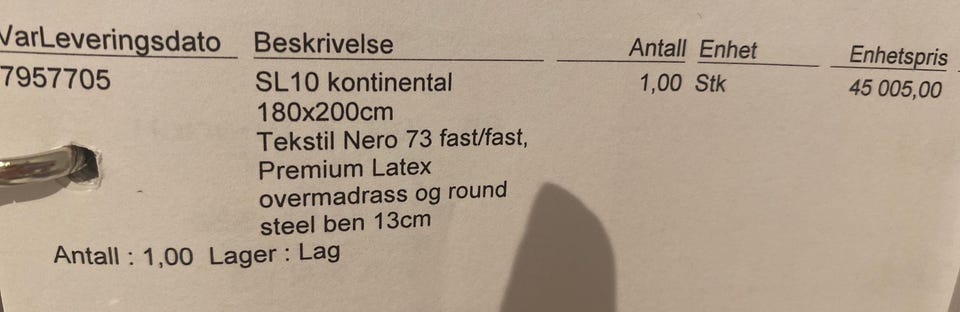 VarLeveringsdato Beskrivelse Antall Enhet Enhetspris
7957705 SL10 kontinental 1,00 Stk 45 005,00
180x200cm
Tekstil Nero 73 fast/fast,
Premium Latex
overmadrass og round
steel ben 13cm
Antall : 1,00 Lager : Lag